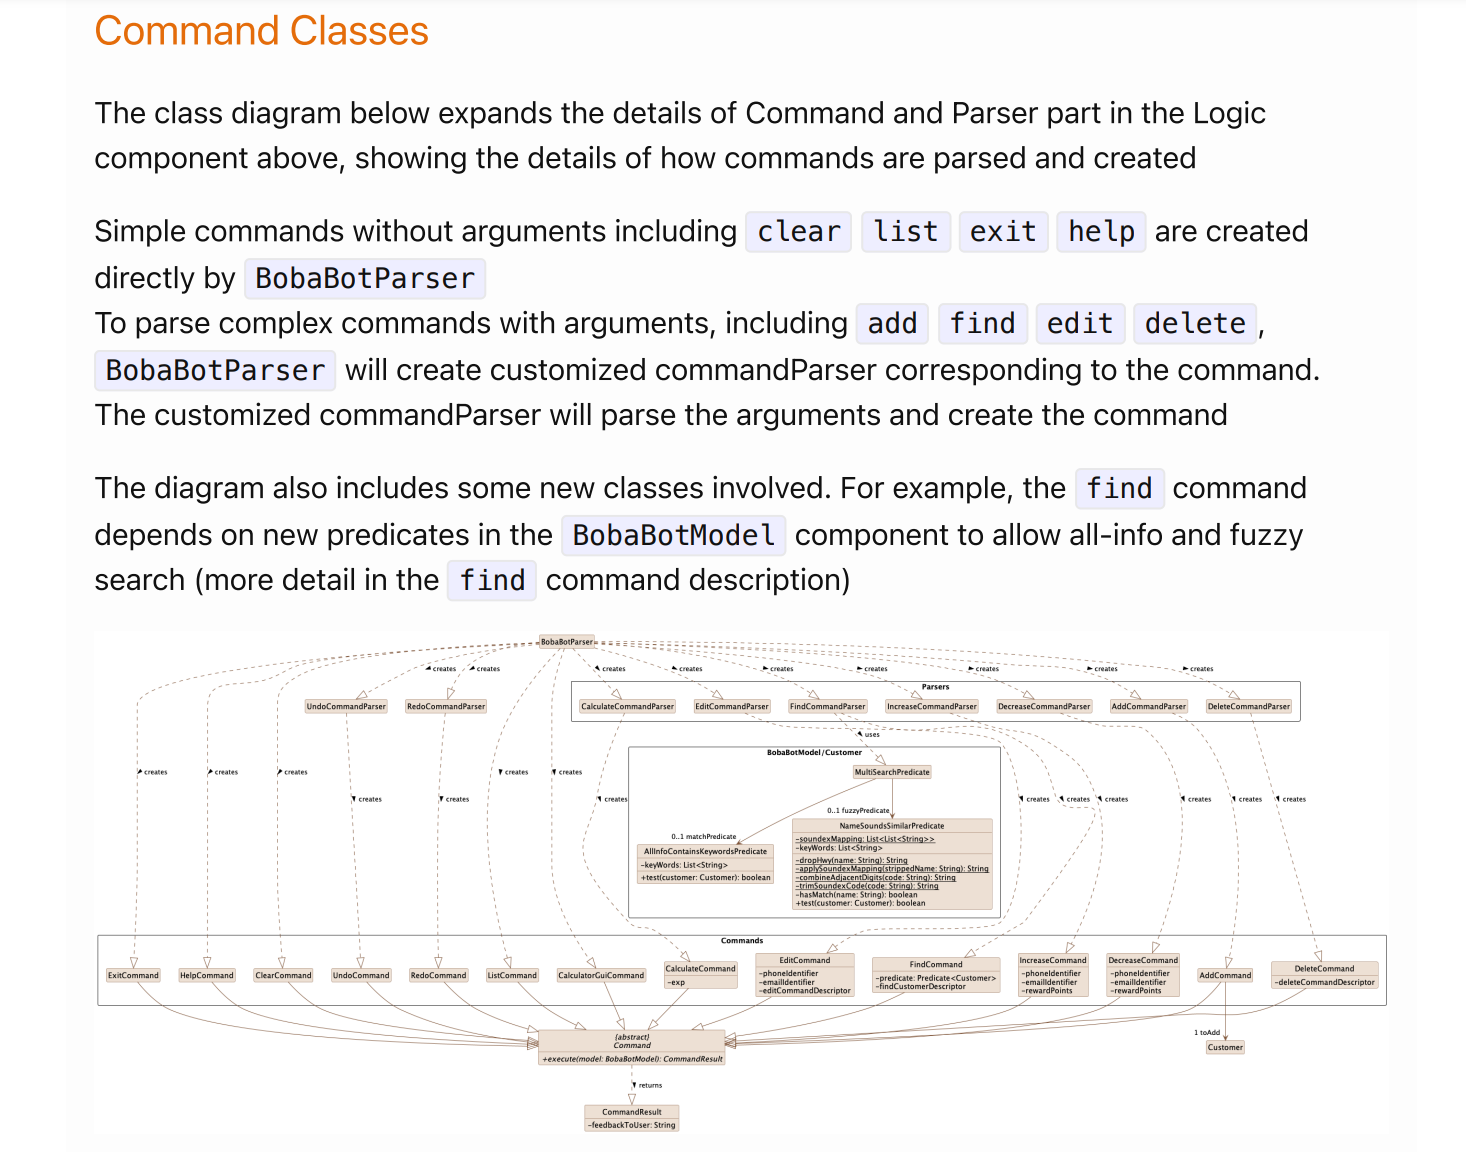 Command Classes
The class diagram below expands the details of Command and Parser part in the Logic
component above, showing the details of how commands are parsed and created
Simple commands without arguments including clear list exit help are created
directly by BobaBotParser
To parse complex commands with arguments, including add find edit delete,
BobaBotParser will create customized commandParser corresponding to the command.
The customized commandParser will parse the arguments and create the command
The diagram also includes some new classes involved. For example, the find command
depends on new predicates in the BobaBotModel component to allow all-info and fuzzy
search (more detail in the find command description)
BobaBotParser
creates creates creates creates creates creates creates creates creates
Parsers
UndoCommandParser RedoCommandParser CalculateCommandParser EditCommandParser FindCommandParser IncreaseCommandParser DecreaseCommandParser AddCommandParser DeleteCommandParser
uses
BobaBotModel/Customer
creates creates creates creates creates MultiSearchPredicate
creates creates creates creates creates creates creates creates creates
0..1 fuzzyPredicate
0..1 matchPredicate
AllInfoContainsKeywordsPredicate
-keyWords: List<String>
+test(customer: Customer): boolean
NameSoundsSimilarPredicate
-soundexMapping: List<List<String>>
-keyWords: List<String>
-dropHwy(name: String): String
-applySoundexMapping(strippedName: String): String
-combineAdjacentDigits(code: String): String
-trimSoundexCode(code: String): String
-hasMatch(name: String): boolean
+test(customer: Customer): boolean
Commands
ExitCommand
HelpCommand
ClearCommand
UndoCommand
RedoCommand
ListCommand
CalculatorGuiCommand
CalculateCommand
-exp
EditCommand
-phoneIdentifier
-emailIdentifier
-editCommandDescriptor
FindCommand
-predicate: Predicate<Customer>
-findCustomerDescriptor
IncreaseCommand
-phoneIdentifier
-emailIdentifier
-rewardPoints
DecreaseCommand
-phoneIdentifier
-emailIdentifier
-rewardPoints
AddCommand
DeleteCommand
-deleteCommandDescriptor
{abstract}
Command
+execute(model: BobaBotModel): CommandResult
1 toAdd
Customer
returns
CommandResult
-feedbackToUser: String